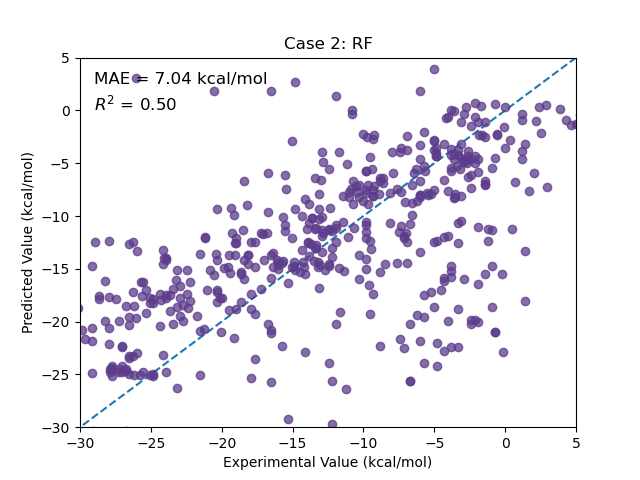 Case 2: RF
MAE = 7.04 kcal/mol
R² = 0.50
Predicted Value (kcal/mol)
5
0
−5
−10
−15
−20
−25
−30
−30 −25 −20 −15 −10 −5 0 5
Experimental Value (kcal/mol)